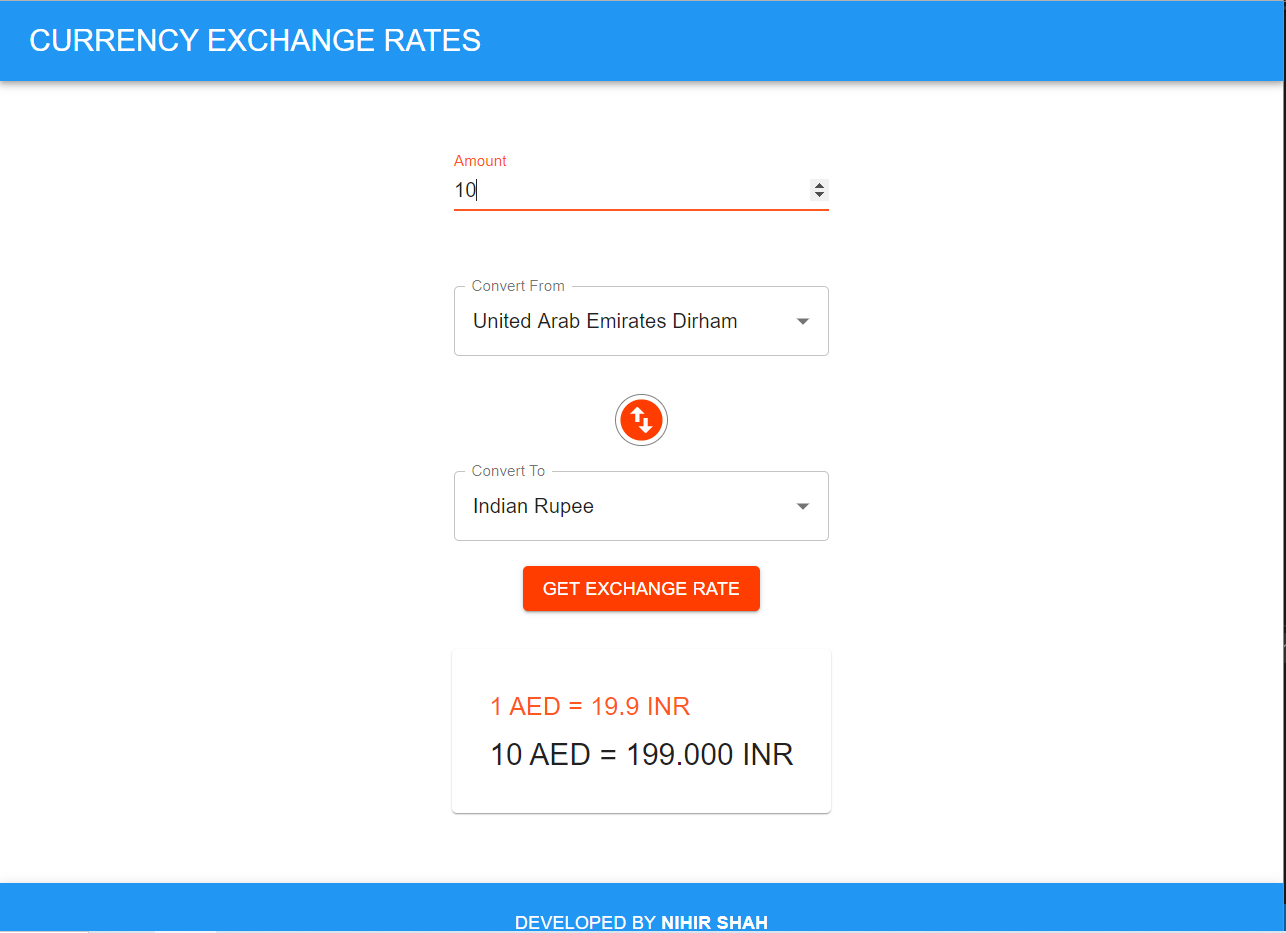 CURRENCY EXCHANGE RATES
Amount
10
Convert From
United Arab Emirates Dirham
Convert To
Indian Rupee
GET EXCHANGE RATE
1 AED = 19.9 INR
10 AED = 199.000 INR
DEVELOPED BY NIHIR SHAH